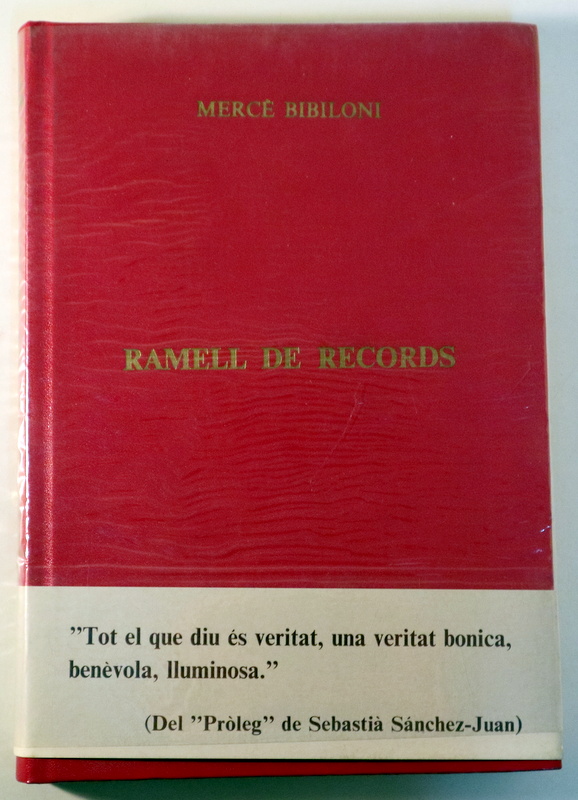 MERCÈ BIBILONI
RAMELL DE RECORDS
”Tot el que diu és veritat, una veritat bonica,
benèvola, lluminosa.”
(Del ”Pròleg” de Sebastià Sánchez-Juan)